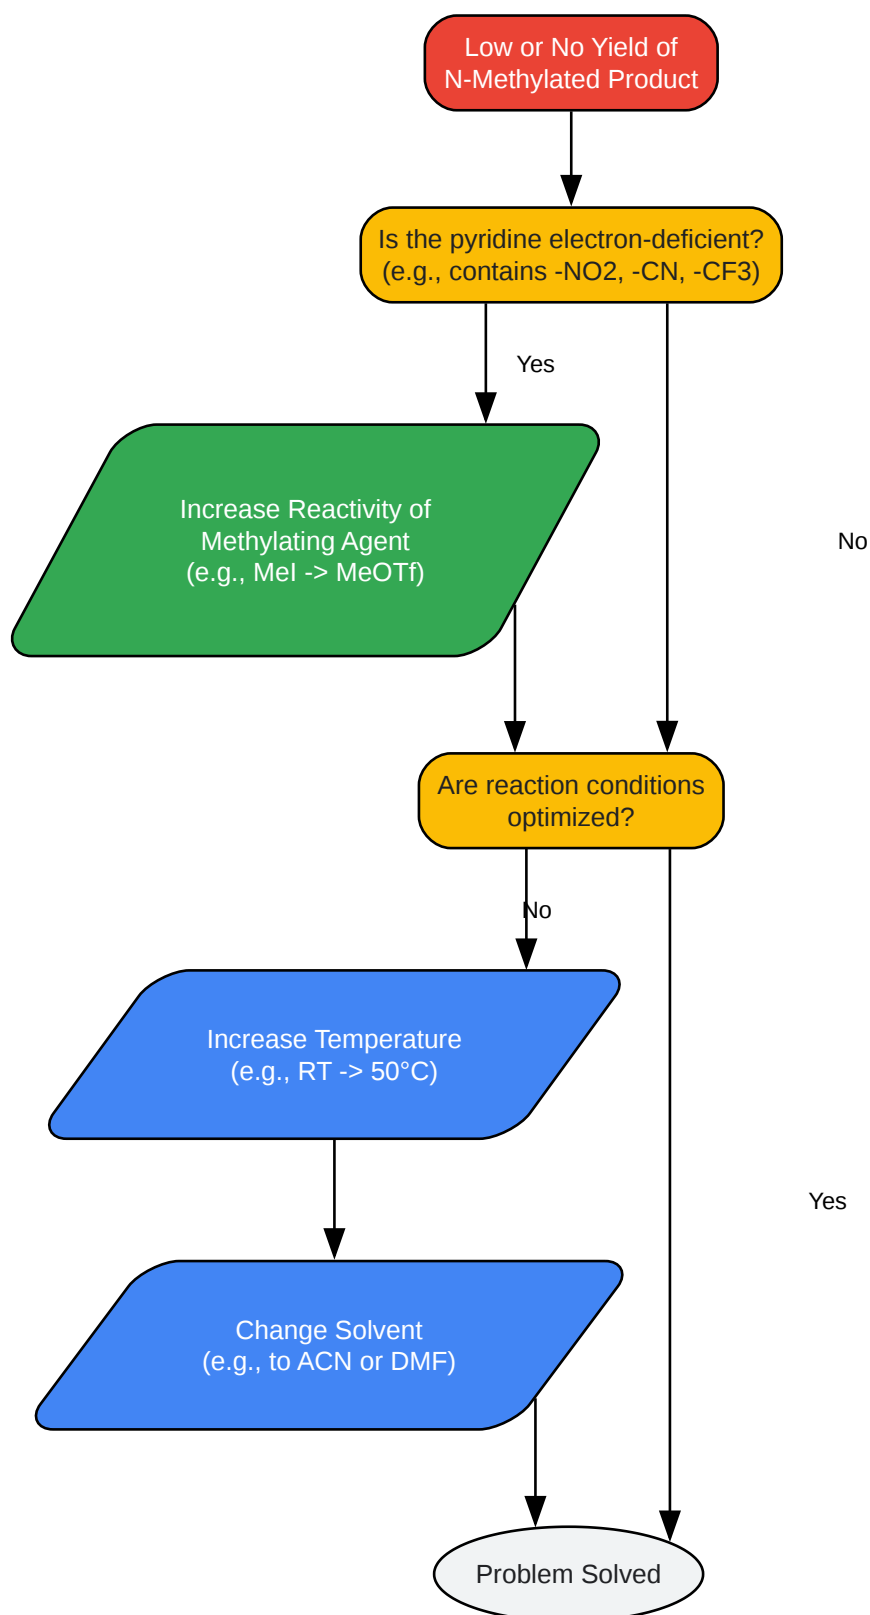 Low or No Yield of
N-Methylated Product
Is the pyridine electron-deficient?
(e.g., contains -NO2, -CN, -CF3)
Yes
Increase Reactivity of
Methylating Agent
(e.g., MeI -> MeOTf)
No
Are reaction conditions
optimized?
No
Increase Temperature
(e.g., RT -> 50°C)
Yes
Change Solvent
(e.g., to ACN or DMF)
Problem Solved